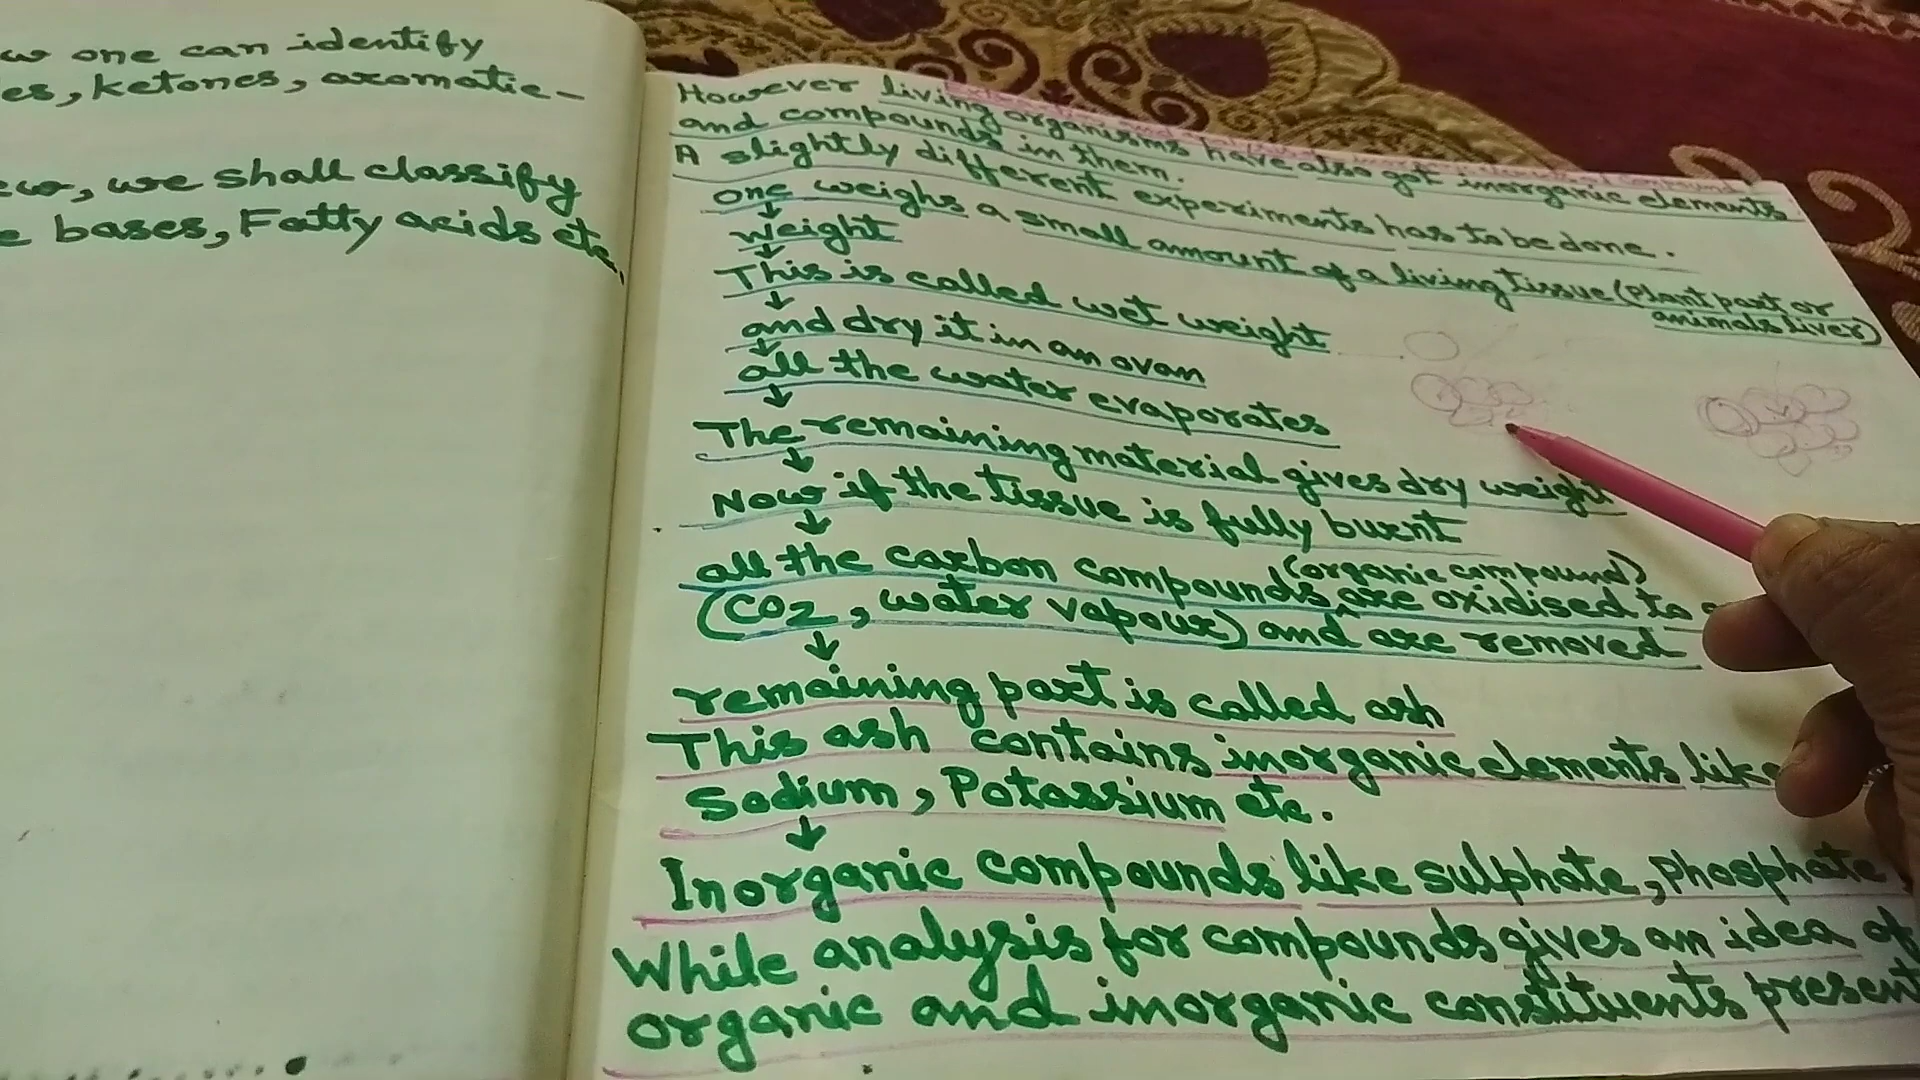 one can identify
es, ketones, aromatic-
we shall classify
bases, Fatty acids etc.
However living organisms have also got inorganic elements
and compounds in them.
A slightly different experiments has to be done.
one weighs a small amount of a living tissue (plant part or
animals liver)
weight
↓
This is called wet weight
↓
and dry it in an ovan
↓
all the water evaporates
↓
The remaining material gives dry weight
↓
Now if the tissue is fully burnt
↓
all the carbon compounds (organic compound) are oxidised to
(CO2, water vapour) and are removed
↓
remaining part is called ash
This ash contains inorganic elements like
Sodium, Potassium etc.
↓
Inorganic compounds like sulphate, phosphate
While analysis for compounds gives an idea of
organic and inorganic constituents present